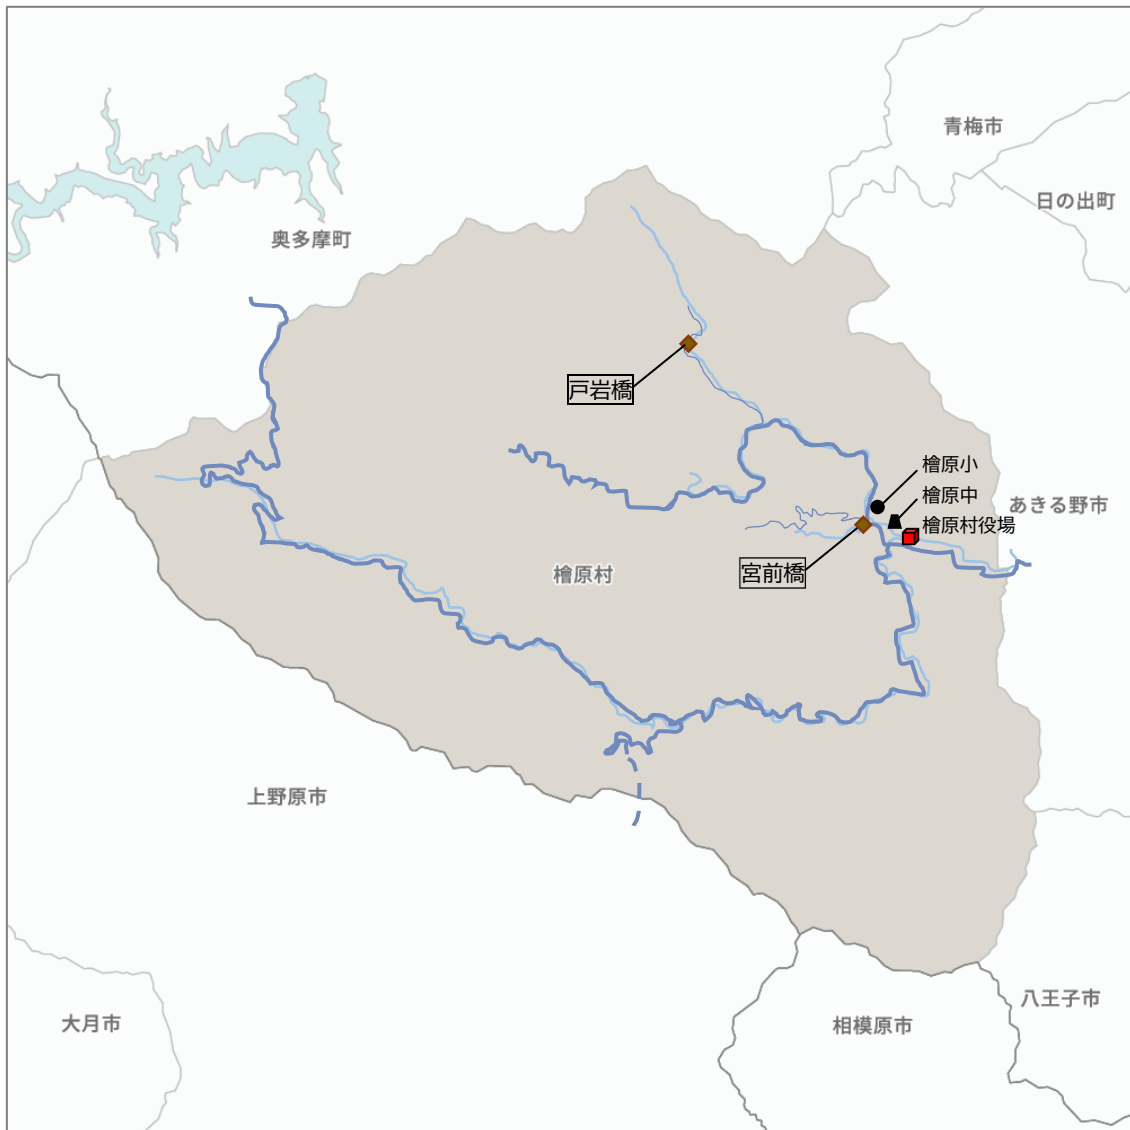 青梅市
日の出町
奥多摩町
戸岩橋
檜原小
檜原中
あきる野市
檜原村役場
宮前橋
檜原村
上野原市
八王子市
大月市
相模原市